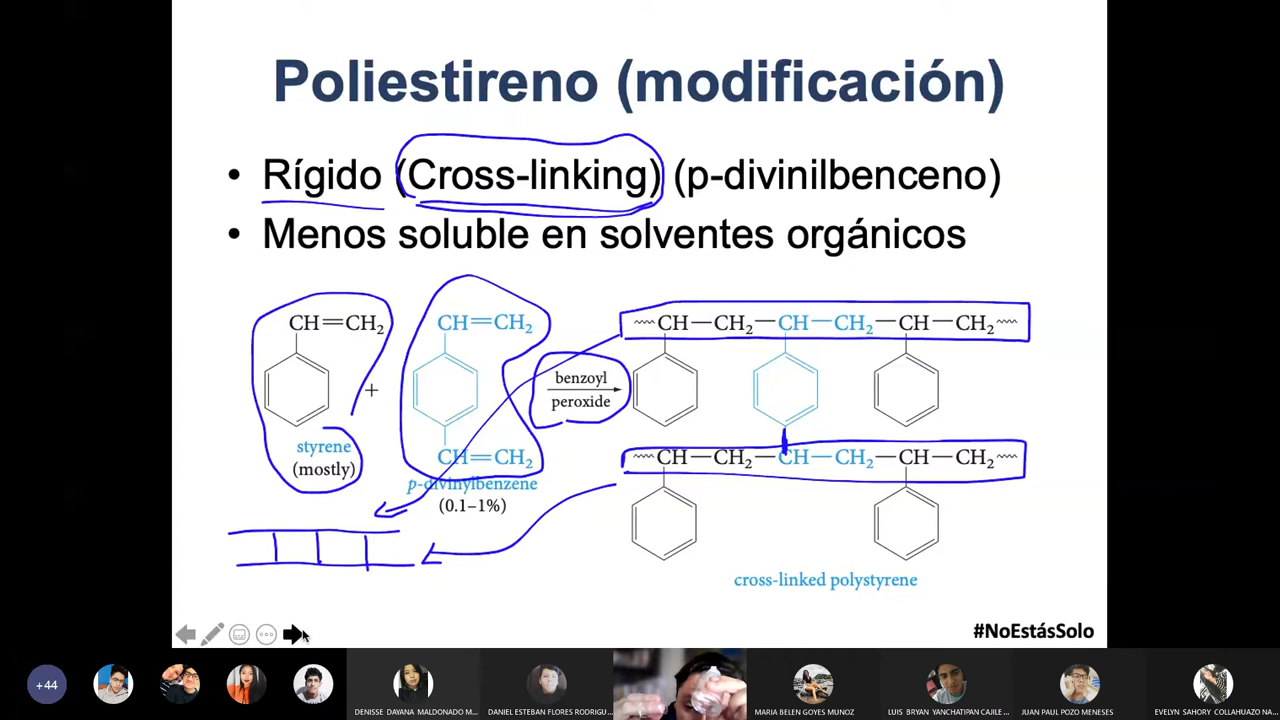 Poliestireno (modificación)
• Rígido (Cross-linking) (p-divinilbenceno)
• Menos soluble en solventes orgánicos
CH=CH₂
CH=CH₂
CH—CH₂—CH—CH₂—CH—CH₂
+
benzoyl
peroxide
styrene
(mostly)
CH=CH₂
CH—CH₂—CH—CH₂—CH—CH₂
p-divinylbenzene
(0.1–1%)
cross-linked polystyrene
#NoEstásSolo
+44
DENISSE DAYANA MALDONADO M...
DANIEL ESTEBAN FLORES RODRIGU...
MARIA BELEN GOYES MUNOZ
LUIS BRYAN YANCHATIPAN CAJILE...
JUAN PAUL POZO MENESES
EVELYN SAHORY COLLAHUAZO NA...